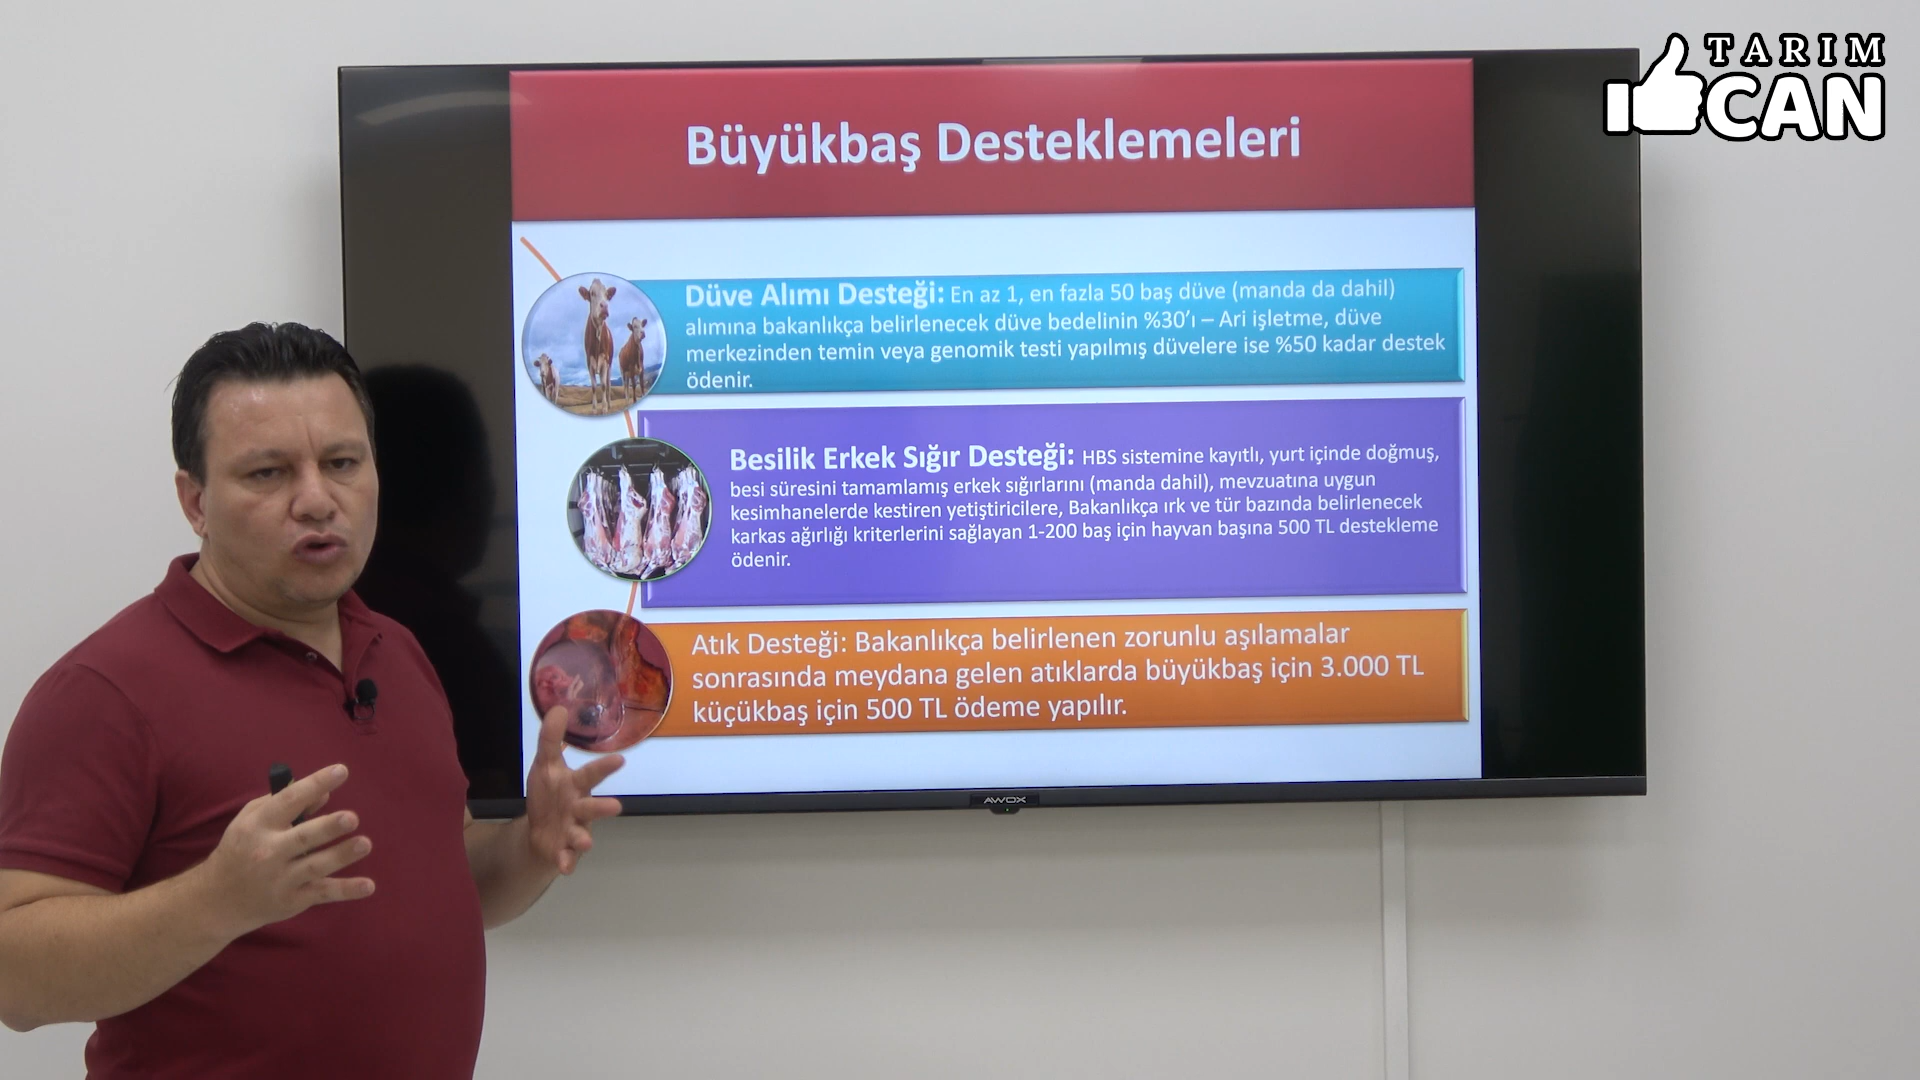 TARIM
CAN
Büyükbaş Desteklemeleri
Düve Alımı Desteği: En az 1, en fazla 50 baş düve (manda da dahil)
alımına bakanlıkça belirlenecek düve bedelinin %30’ı – Ari işletme, düve
merkezinden temin veya genomik testi yapılmış düvelere ise %50 kadar destek
ödenir.
Besilik Erkek Sığır Desteği: HBS sistemine kayıtlı, yurt içinde doğmuş,
besi süresini tamamlamış erkek sığırlarını (manda dahil), mevzuatına uygun
kesimhanelerde kestiren yetiştiricilere, Bakanlıkça ırk ve tür bazında belirlenecek
karkas ağırlığı kriterlerini sağlayan 1-200 baş için hayvan başına 500 TL destekleme
ödenir.
Atık Desteği: Bakanlıkça belirlenen zorunlu aşılamalar
sonrasında meydana gelen atıklarda büyükbaş için 3.000 TL
küçükbaş için 500 TL ödeme yapılır.
AWOX